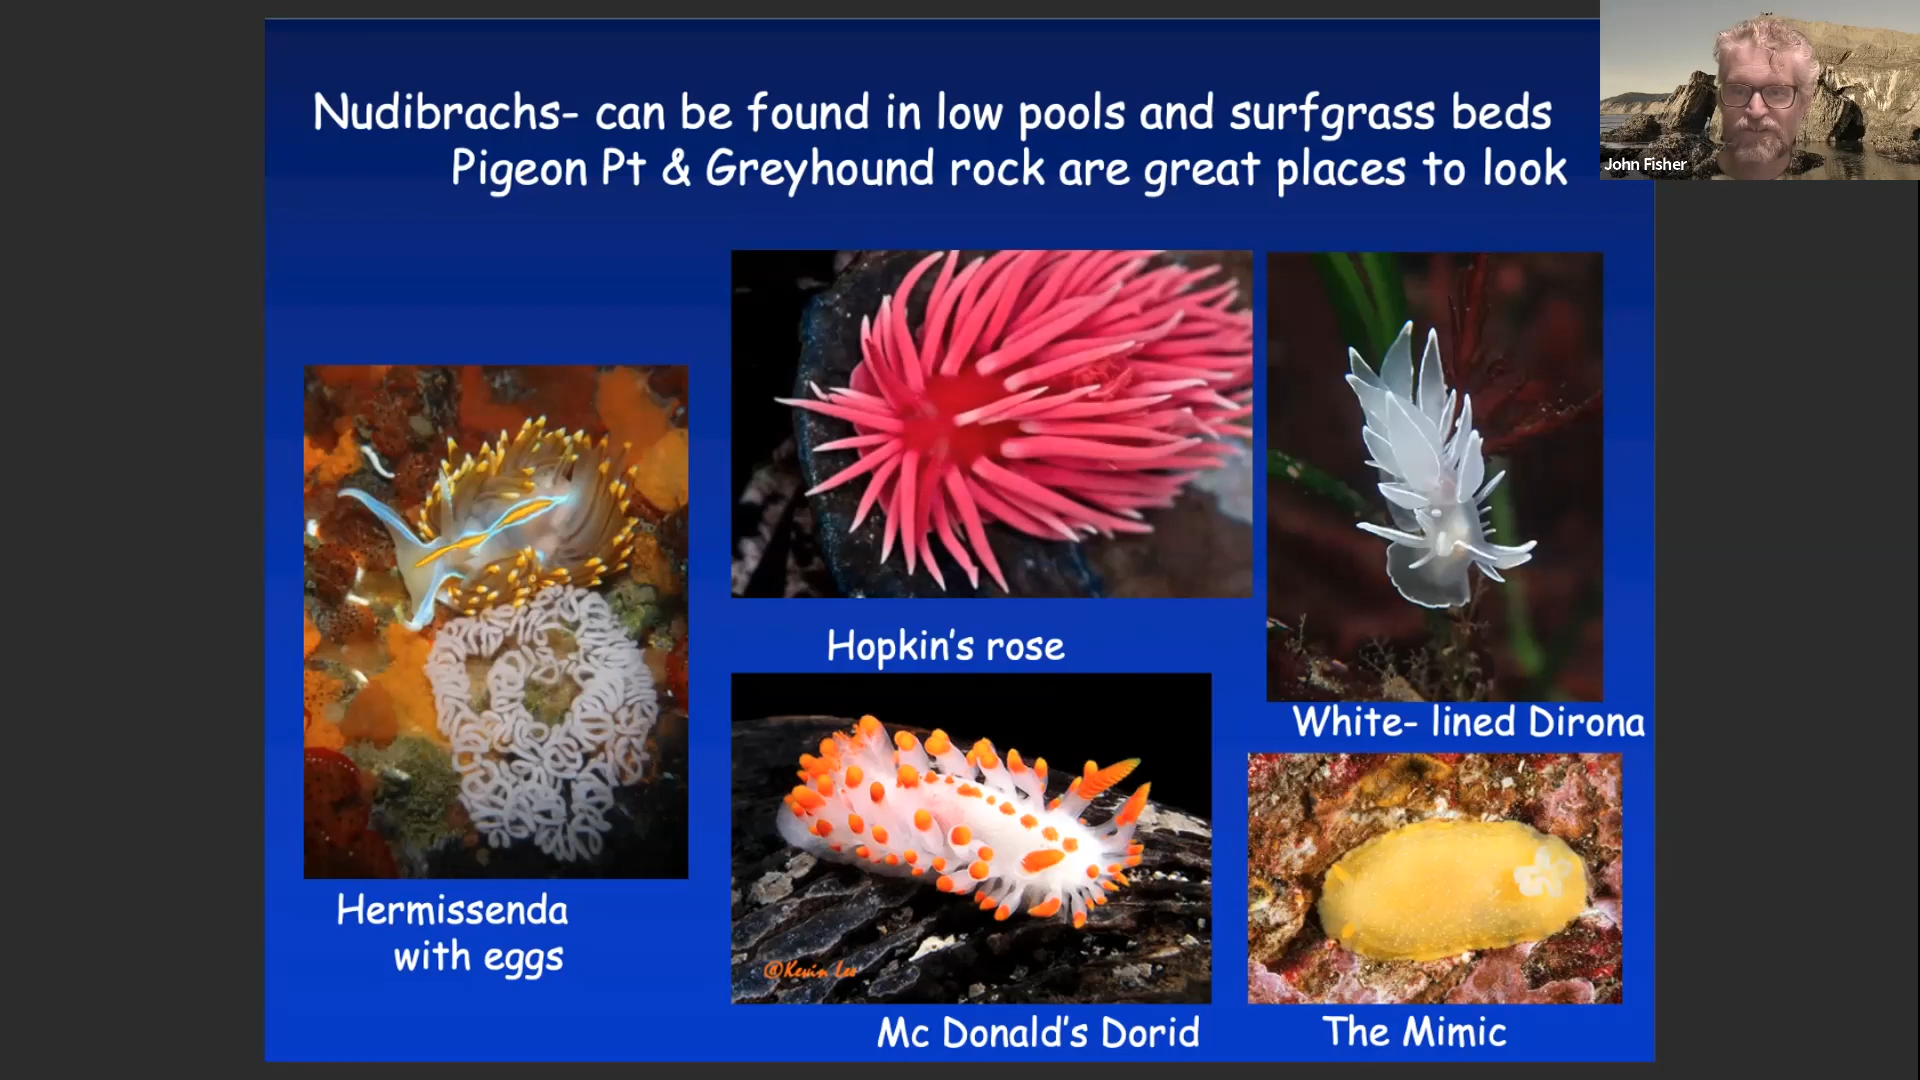 Nudibrachs- can be found in low pools and surfgrass beds
Pigeon Pt & Greyhound rock are great places to look
John Fisher
Hopkin's rose
White- lined Dirona
Hermissenda
with eggs
@Kevin Lee
Mc Donald's Dorid
The Mimic